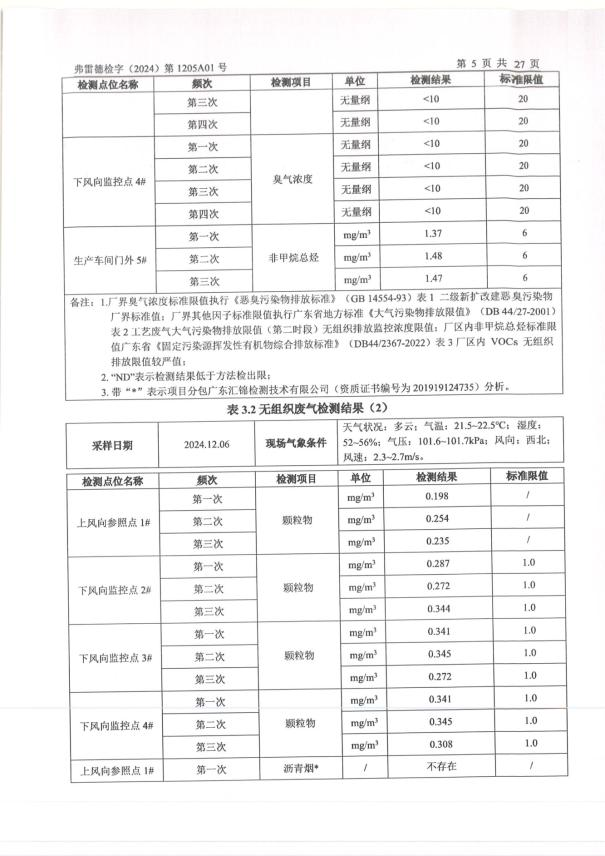 弗雷德检字（2024）第 1205A01 号 第 5 页 共 27 页
检测点位名称 频次 检测项目 单位 检测结果 标准限值
第三次 无量纲 <10 20
第四次 无量纲 <10 20
下风向监控点 4# 臭气浓度
第一次 无量纲 <10 20
第二次 无量纲 <10 20
第三次 无量纲 <10 20
第四次 无量纲 <10 20
生产车间门外 5# 非甲烷总烃
第一次 mg/m³ 1.37 6
第二次 mg/m³ 1.48 6
第三次 mg/m³ 1.47 6
备注：1.厂界臭气浓度标准限值执行《恶臭污染物排放标准》（GB 14554-93）表 1 二级新扩改建恶臭污染物
厂界标准值；厂界其他因子标准限值执行广东省地方标准《大气污染物排放限值》（DB 44/27-2001）
表 2 工艺废气大气污染物排放限值（第二时段）无组织排放监控浓度限值；厂区内非甲烷总烃标准限
值广东省《固定污染源挥发性有机物综合排放标准》（DB44/2367-2022）表 3 厂区内 VOCs 无组织
排放限值较严值；
2. “ND”表示检测结果低于方法检出限；
3. 带“*”表示项目分包广东汇锦检测技术有限公司（资质证书编号为 201919124735）分析。
表 3.2 无组织废气检测结果（2）
采样日期 2024.12.06 现场气象条件
天气状况：多云；气温：21.5~22.5℃；湿度：
52~56%；气压：101.6~101.7kPa；风向：西北；
风速：2.3~2.7m/s。
检测点位名称 频次 检测项目 单位 检测结果 标准限值
上风向参照点 1# 颗粒物
第一次 mg/m³ 0.198 /
第二次 mg/m³ 0.254 /
第三次 mg/m³ 0.235 /
下风向监控点 2# 颗粒物
第一次 mg/m³ 0.287 1.0
第二次 mg/m³ 0.272 1.0
第三次 mg/m³ 0.344 1.0
下风向监控点 3# 颗粒物
第一次 mg/m³ 0.341 1.0
第二次 mg/m³ 0.345 1.0
第三次 mg/m³ 0.272 1.0
下风向监控点 4# 颗粒物
第一次 mg/m³ 0.341 1.0
第二次 mg/m³ 0.345 1.0
第三次 mg/m³ 0.308 1.0
上风向参照点 1# 第一次 沥青烟* / 不存在 /